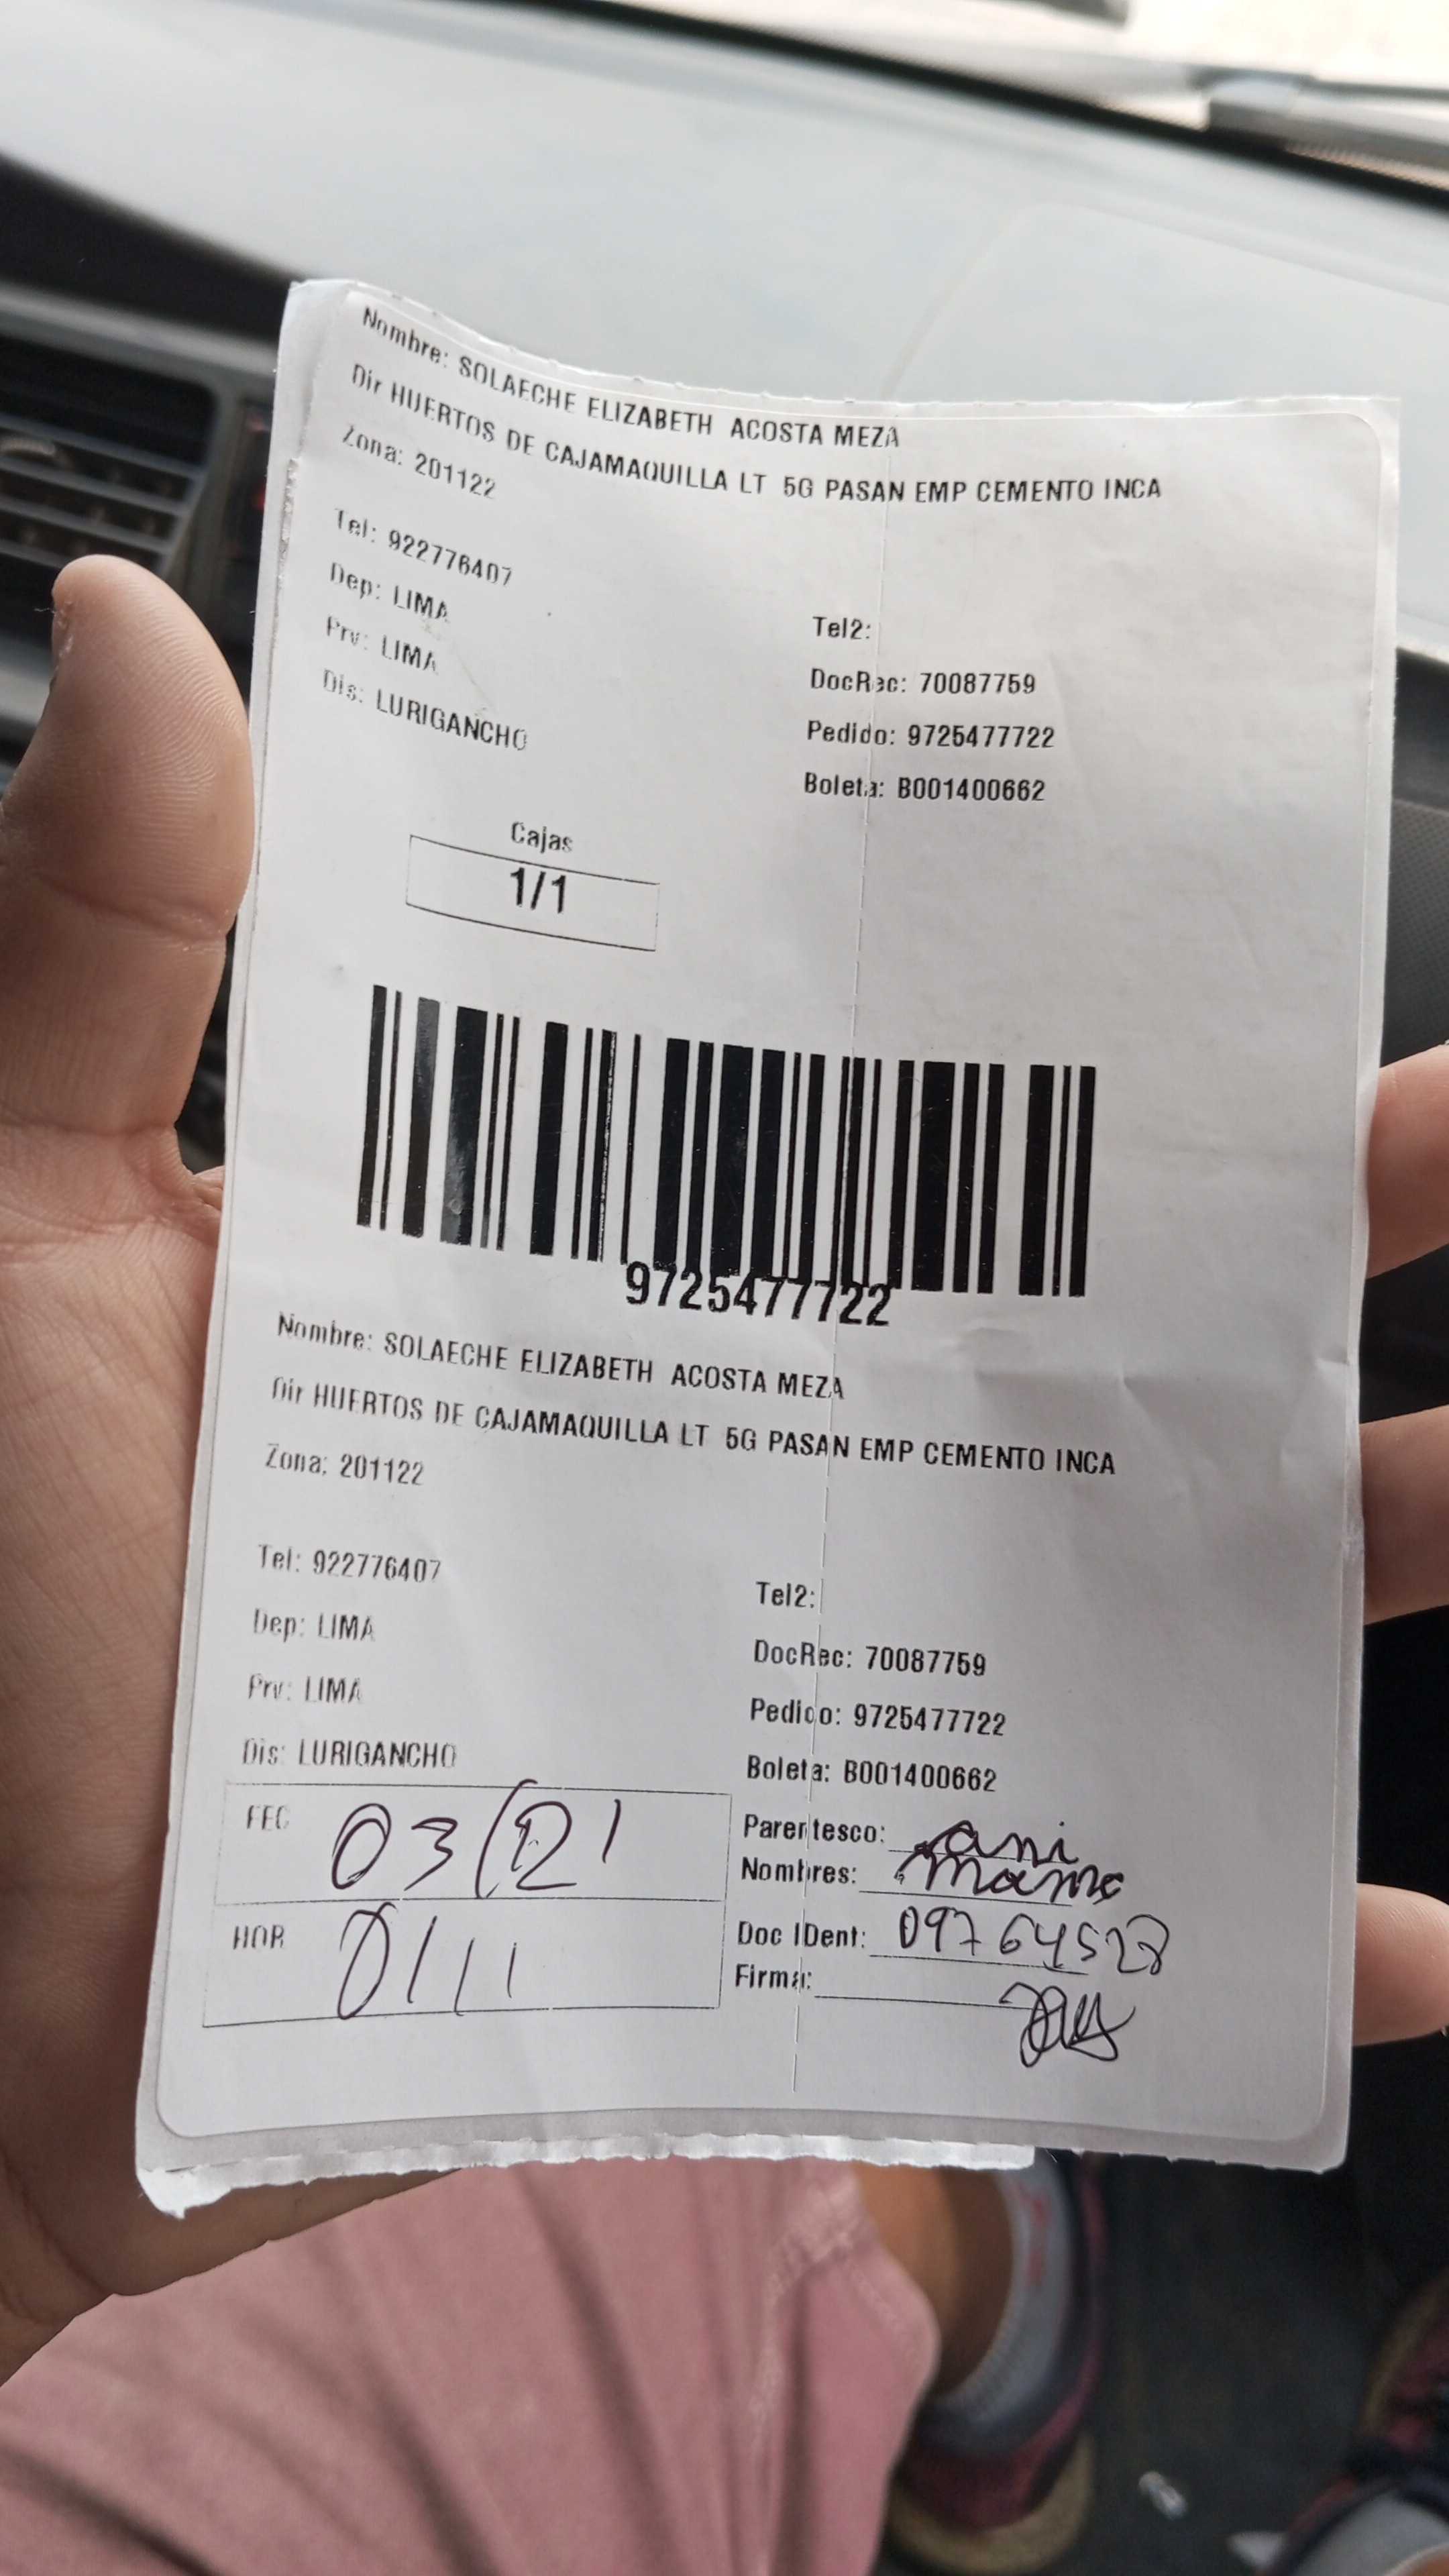 Nombre: SOLAECHE ELIZABETH ACOSTA MEZA
Dir HUERTOS DE CAJAMAQUILLA LT 5G PASAN EMP CEMENTO INCA
Zona: 201122
Tel: 922776407
Tel2:
Dep: LIMA
DocRec: 70087759
Prv: LIMA
Pedido: 9725477722
Dis: LURIGANCHO
Boleta: B001400662
Cajas
1/1
9725477722
Nombre: SOLAECHE ELIZABETH ACOSTA MEZA
Dir HUERTOS DE CAJAMAQUILLA LT 5G PASAN EMP CEMENTO INCA
Zona: 201122
Tel: 922776407
Tel2:
Dep: LIMA
DocRec: 70087759
Prv: LIMA
Pedido: 9725477722
Dis: LURIGANCHO
Boleta: B001400662
FEC 03/
Parentesco: ani
Nombres: mama
HOR
Doc IDent: 09764528
Firma: